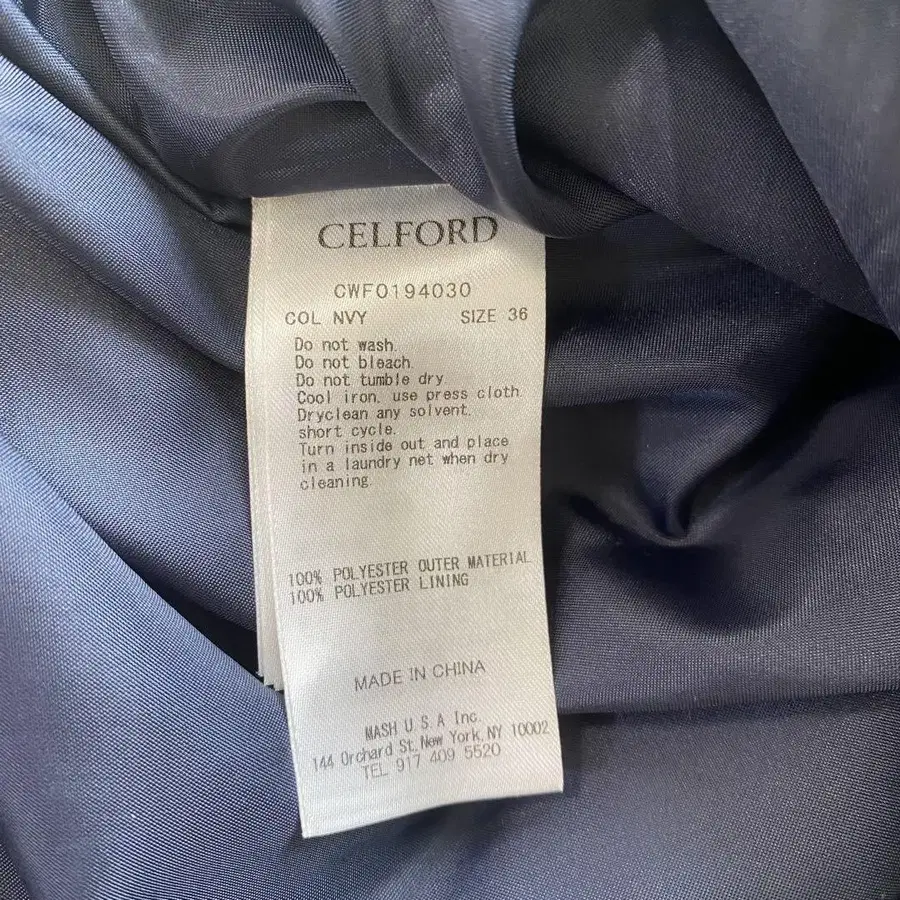 CELFORD
CWFO194030
COL NVY SIZE 36
Do not wash.
Do not bleach.
Do not tumble dry.
Cool iron, use press cloth.
Dryclean any solvent,
short cycle.
Turn inside out and place
in a laundry net when dry
cleaning.
100% POLYESTER OUTER MATERIAL
100% POLYESTER LINING
MADE IN CHINA
MASH U.S.A Inc.
144 Orchard St, New York, NY 10002
TEL 917 409 5520